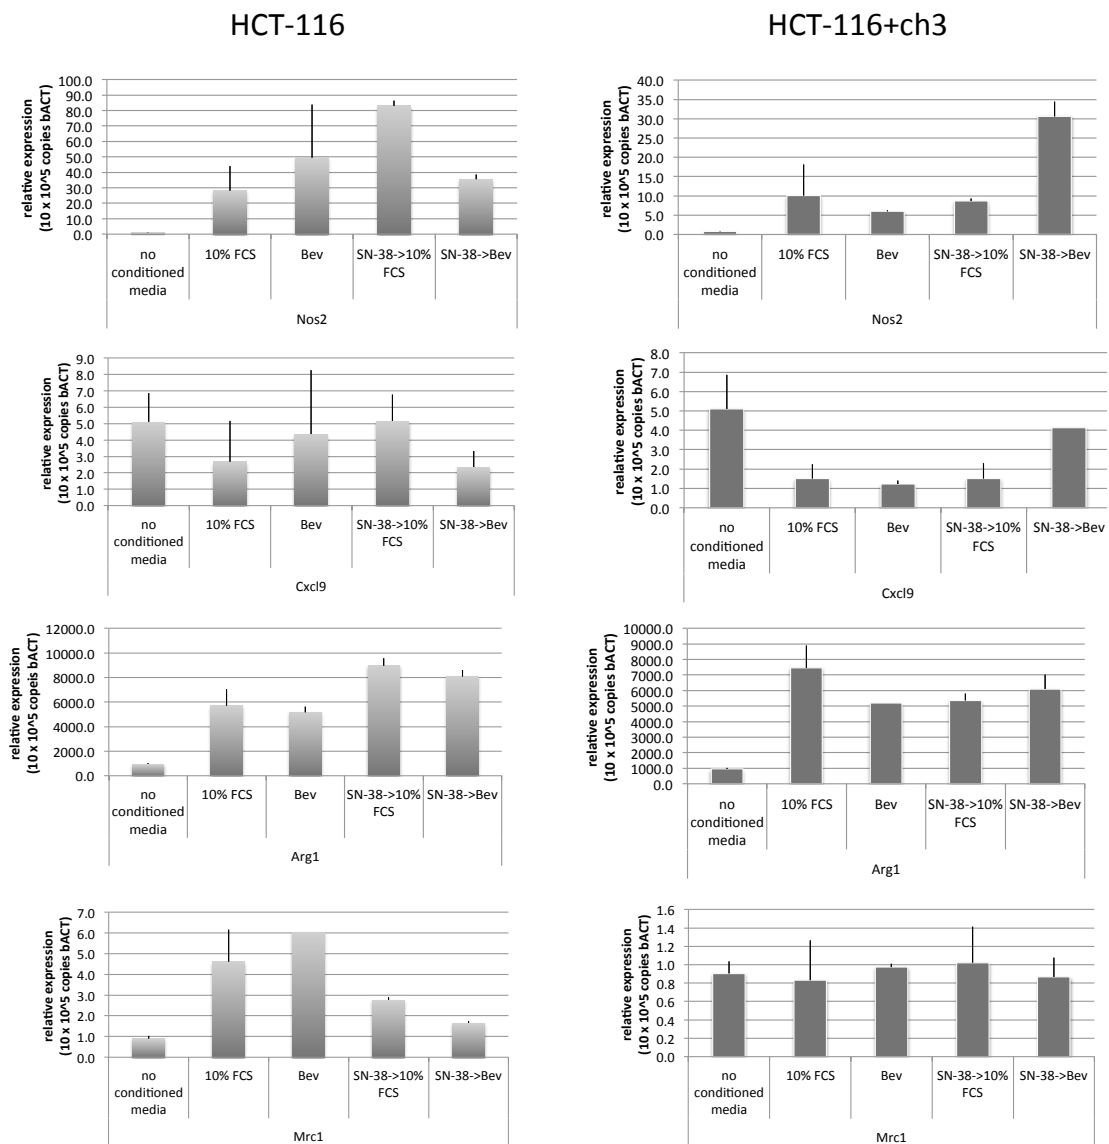 HCT-116
HCT-116+ch3
relative expression
(10 x 10^5 copies bACT)
100.0
90.0
80.0
70.0
60.0
50.0
40.0
30.0
20.0
10.0
0.0
no
conditioned
media
10% FCS
Bev
SN-38->10%
FCS
SN-38->Bev
Nos2
relative expression
(10 x 10^5 copies bACT)
40.0
35.0
30.0
25.0
20.0
15.0
10.0
5.0
0.0
no
conditioned
media
10% FCS
Bev
SN-38->10%
FCS
SN-38->Bev
Nos2
relative expression
(10 x 10^5 copies bACT)
9.0
8.0
7.0
6.0
5.0
4.0
3.0
2.0
1.0
0.0
no
conditioned
media
10% FCS
Bev
SN-38->10%
FCS
SN-38->Bev
Cxcl9
realative expression
(10 x 10^5 copies bACT)
8.0
7.0
6.0
5.0
4.0
3.0
2.0
1.0
0.0
no
conditioned
media
10% FCS
Bev
SN-38->10%
FCS
SN-38->Bev
Cxcl9
relative expression
(10 x 10^5 copeis bACT)
12000.0
10000.0
8000.0
6000.0
4000.0
2000.0
0.0
no
conditioned
media
10% FCS
Bev
SN-38->10%
FCS
SN-38->Bev
Arg1
relative expression
(10 x 10^5 copies bACT)
10000.0
9000.0
8000.0
7000.0
6000.0
5000.0
4000.0
3000.0
2000.0
1000.0
0.0
no
conditioned
media
10% FCS
Bev
SN-38->10%
FCS
SN-38->Bev
Arg1
relative expression
(10 x 10^5 copies bACT)
7.0
6.0
5.0
4.0
3.0
2.0
1.0
0.0
no
conditioned
media
10% FCS
Bev
SN-38->10%
FCS
SN-38->Bev
Mrc1
relative expression
(10 x 10^5 copies bACT)
1.6
1.4
1.2
1.0
0.8
0.6
0.4
0.2
0.0
no
conditioned
media
10% FCS
Bev
SN-38->10%
FCS
SN-38->Bev
Mrc1